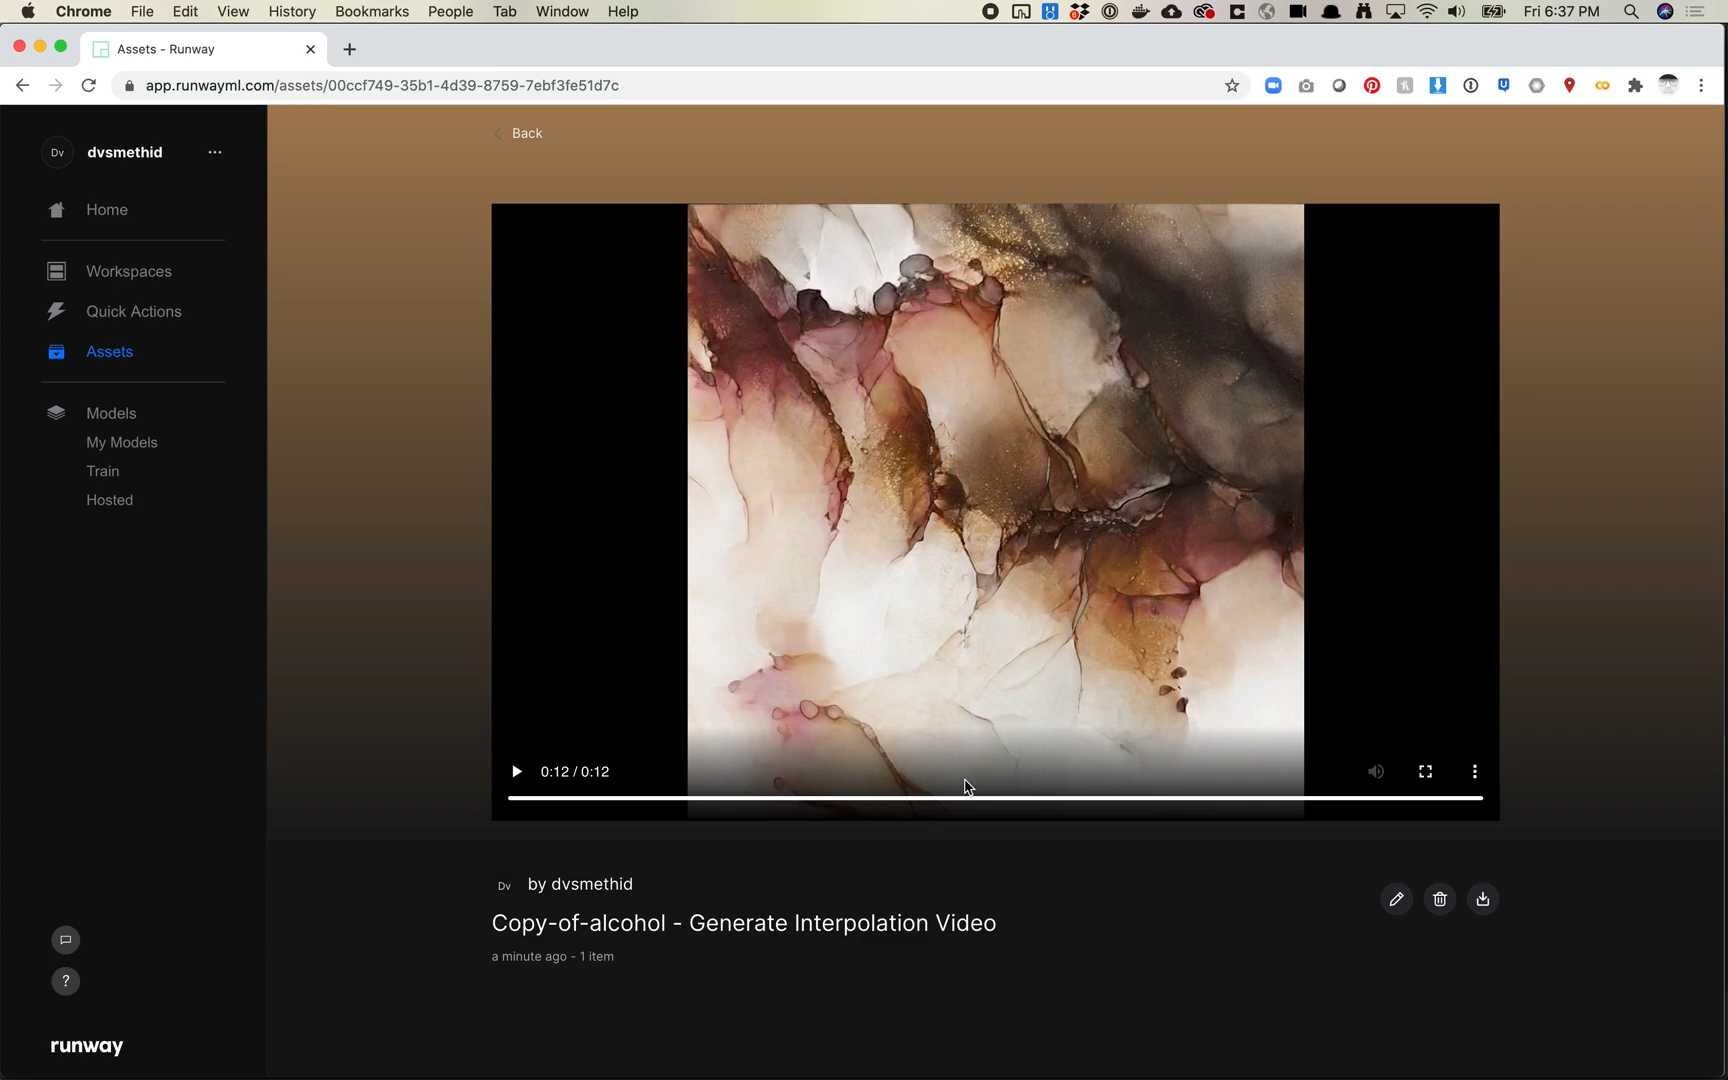 Chrome File Edit View History Bookmarks People Tab Window Help Fri 6:37 PM
Assets - Runway
app.runwayml.com/assets/00ccf749-35b1-4d39-8759-7ebf3fe51d7c
Dv dvsmethid
Home
Workspaces
Quick Actions
Assets
Models
My Models
Train
Hosted
?
runway
Back
0:12 / 0:12
Dv by dvsmethid
Copy-of-alcohol - Generate Interpolation Video
a minute ago - 1 item